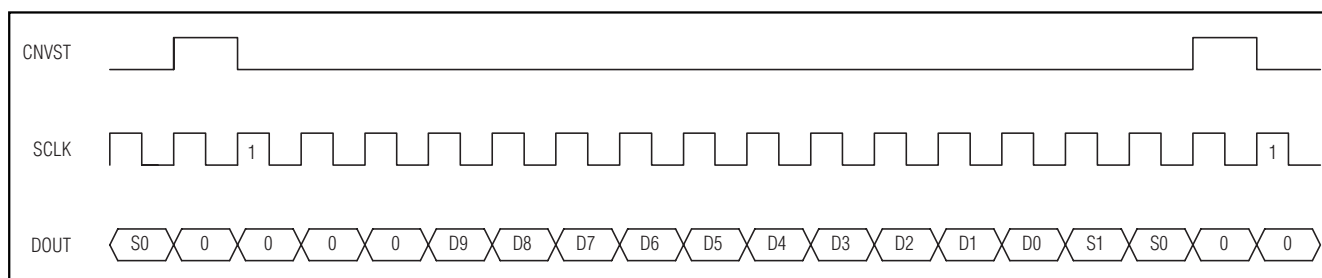 CNVST
SCLK 1 1
DOUT S0 0 0 0 0 D9 D8 D7 D6 D5 D4 D3 D2 D1 D0 S1 S0 0 0